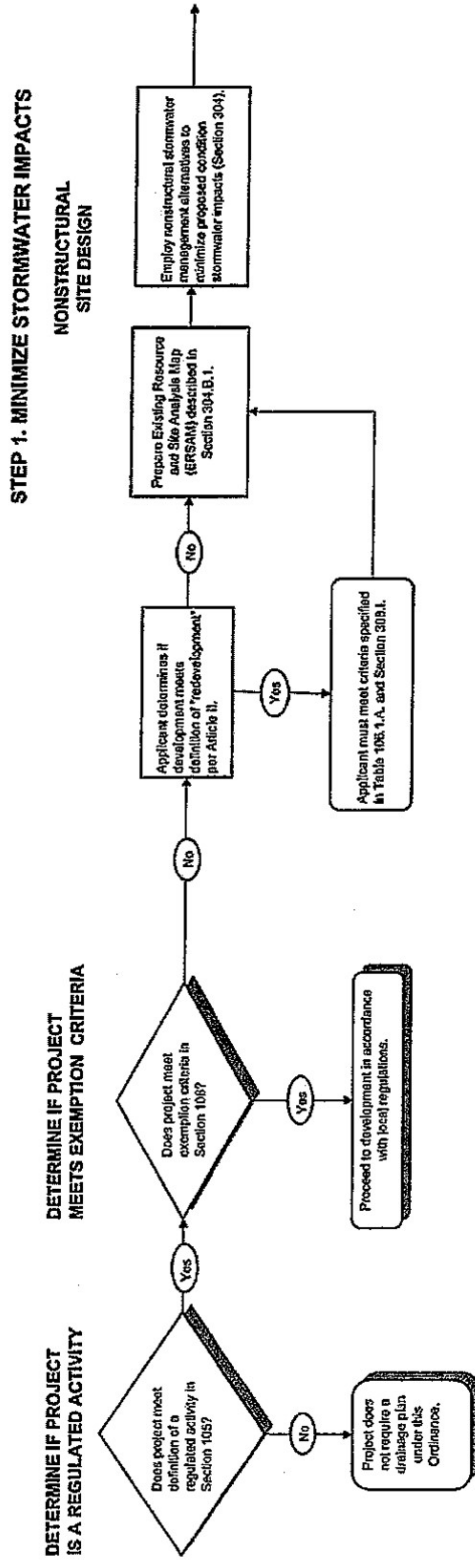 STEP 1. MINIMIZE STORMWATER IMPACTS
DETERMINE IF PROJECT
IS A REGULATED ACTIVITY
Does project meet
definition of a
regulated activity in
Section 105?
No
Project does
not require a
drainage plan
under this
Ordinance.
Yes
DETERMINE IF PROJECT
MEETS EXEMPTION CRITERIA
Does project meet
exemption criteria in
Section 106?
Yes
Proceed to development in accordance
with local regulations.
No
Applicant determines if
development meets
definition of "redevelopment"
per Article II.
Yes
Applicant must meet criteria specified
in Table 106.1.A. and Section 308.I.
No
NONSTRUCTURAL
SITE DESIGN
Prepare Existing Resource
and Site Analysis Map
(ERSAM) described in
Section 304.B.1.
Employ nonstructural stormwater
management alternatives to
minimize proposed condition
stormwater impacts (Section 304).